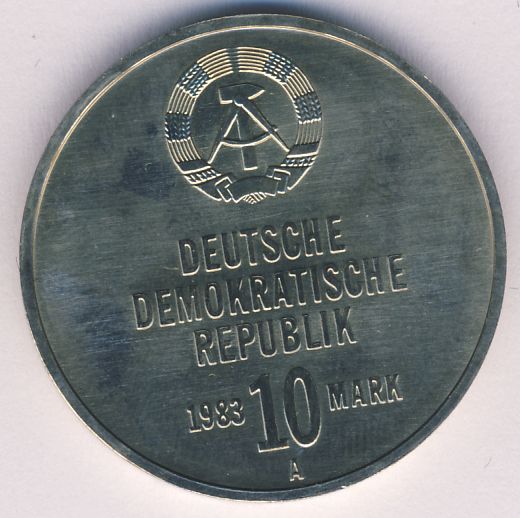 DEUTSCHE
DEMOKRATISCHE
REPUBLIK
1983 10 MARK
A